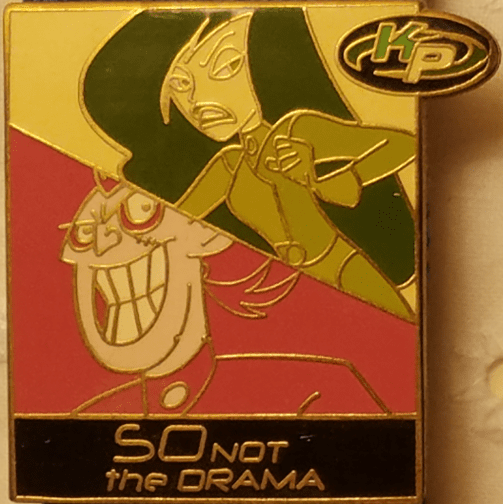 KP
SO NOT
the DRAMA